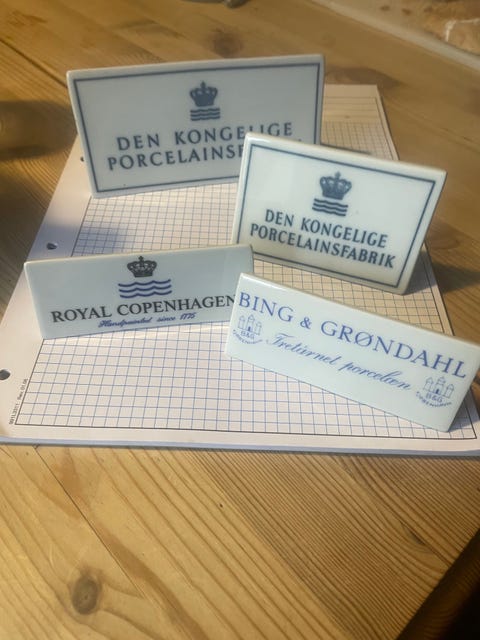 DEN KONGELIGE
PORCELAINSF
DEN KONGELIGE
PORCELAINSFABRIK
ROYAL COPENHAGEN
Handpainted since 1775
BING & GRØNDAHL
Tretårnet porcelæn
B&G
B&G